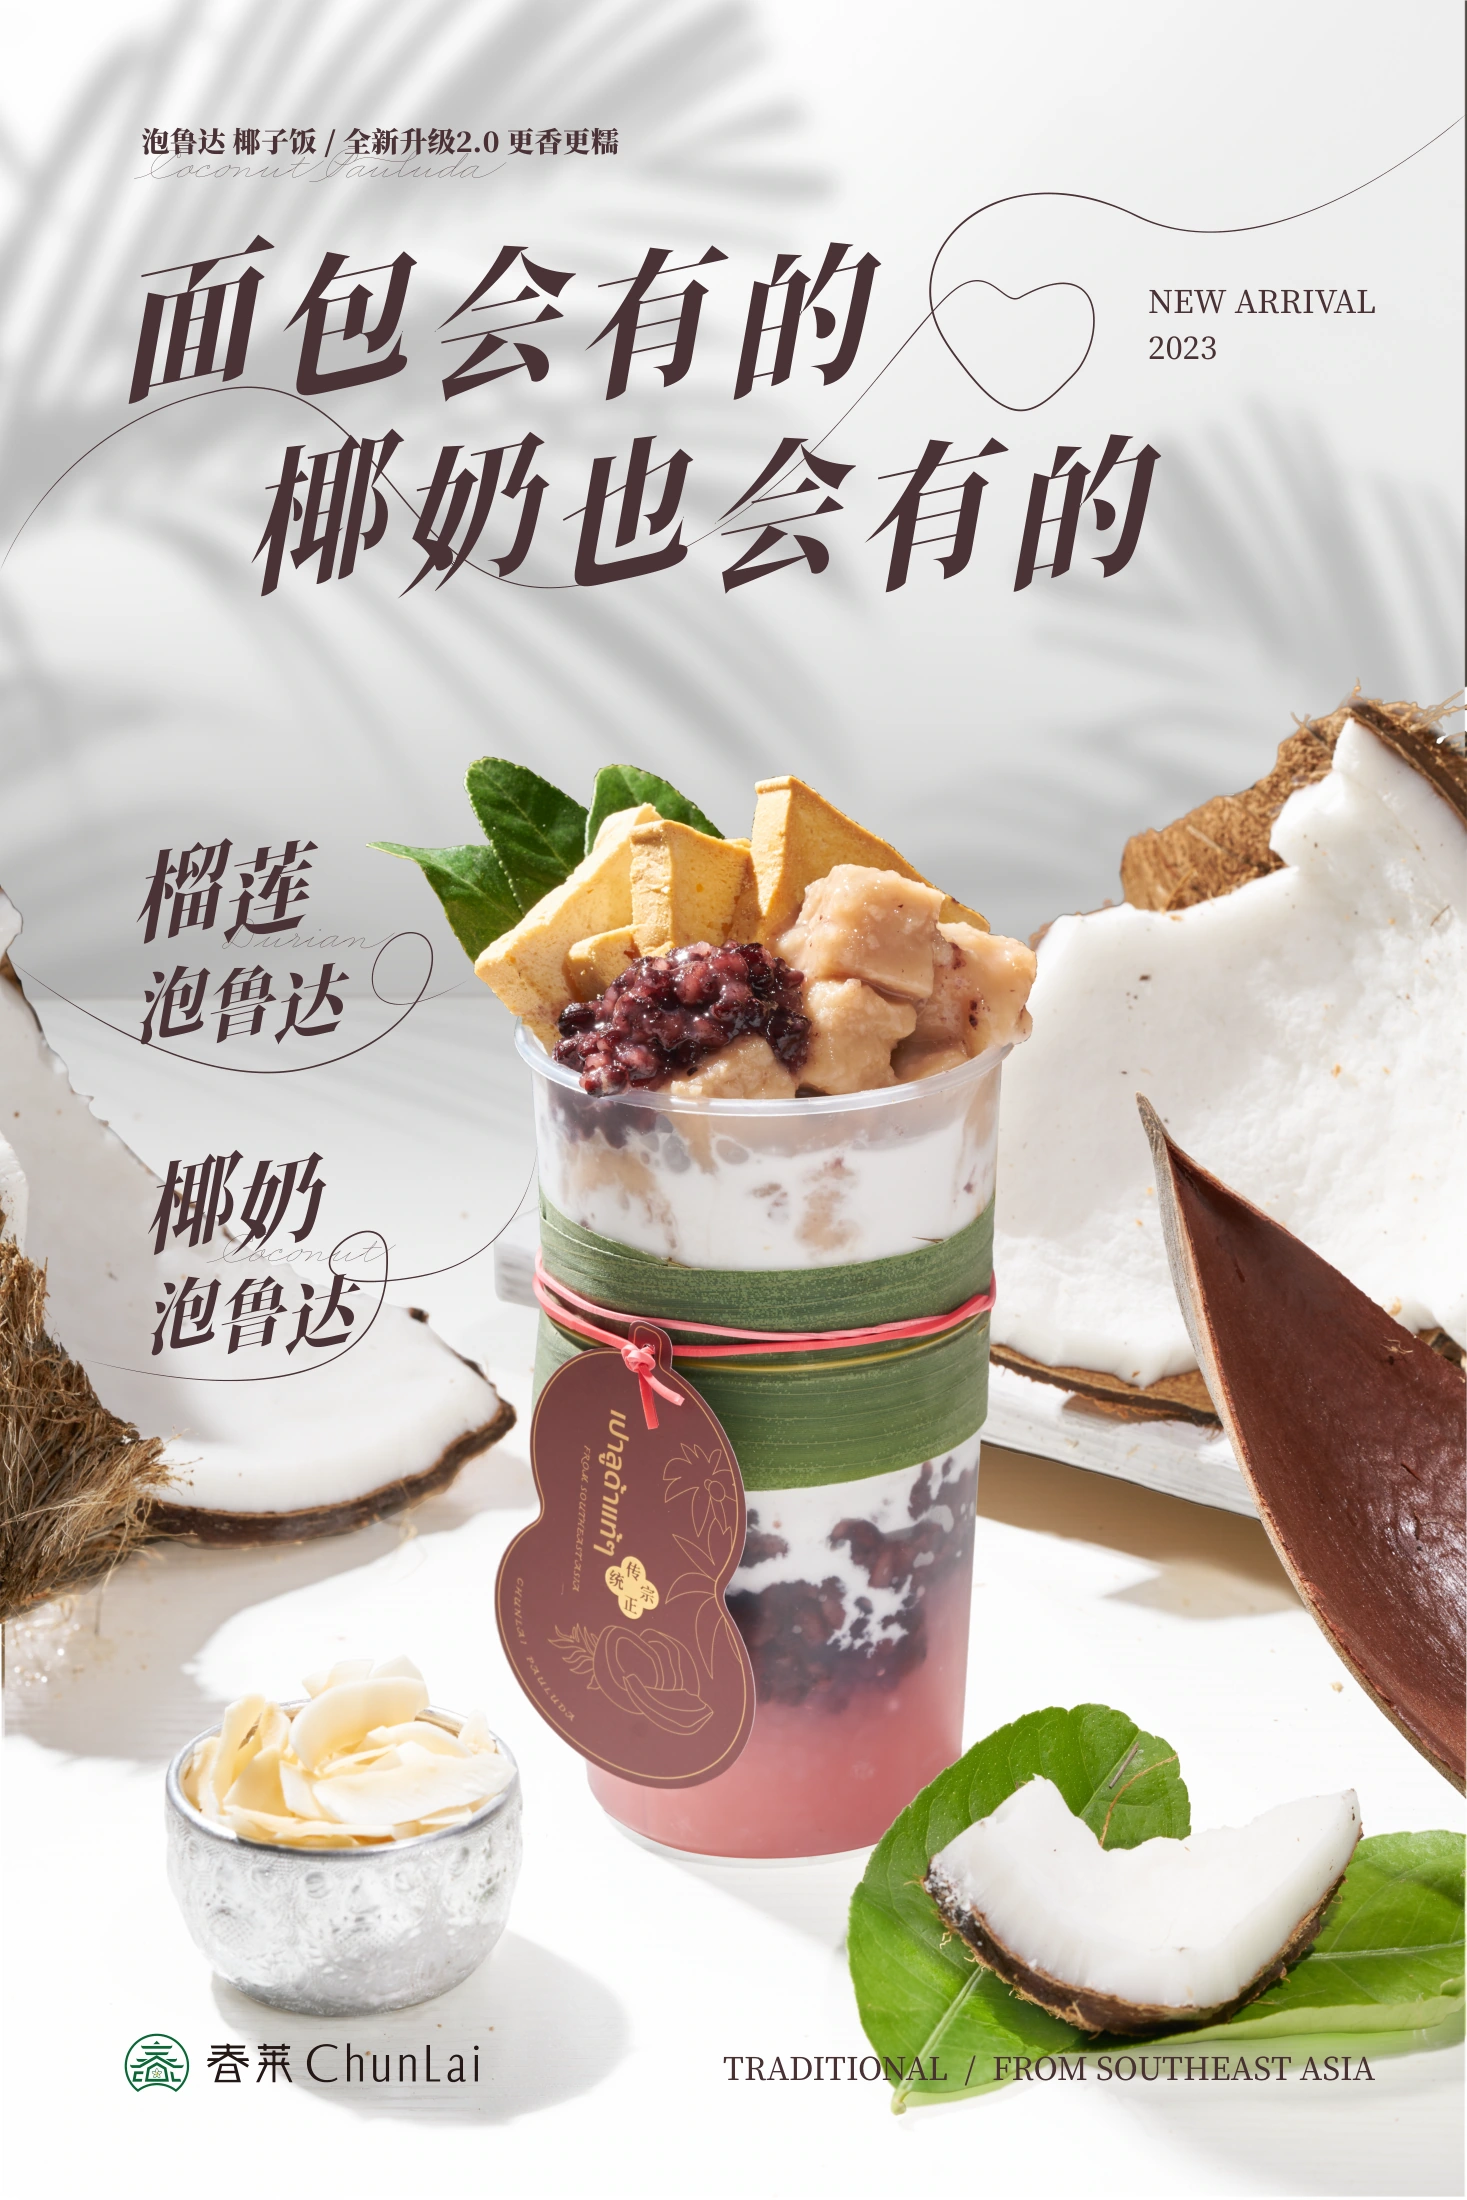 泡鲁达 椰子饭 / 全新升级2.0 更香更糯
Coconut Pauluda
面包会有的
椰奶也会有的
NEW ARRIVAL
2023
榴莲
Durian
泡鲁达
椰奶
Coconut
泡鲁达
เปาลูด้าแท้ๆ
FROM SOUTHEAST ASIA
传统
正宗
CHUNLAI PAULUDA
春莱 ChunLai
TRADITIONAL / FROM SOUTHEAST ASIA